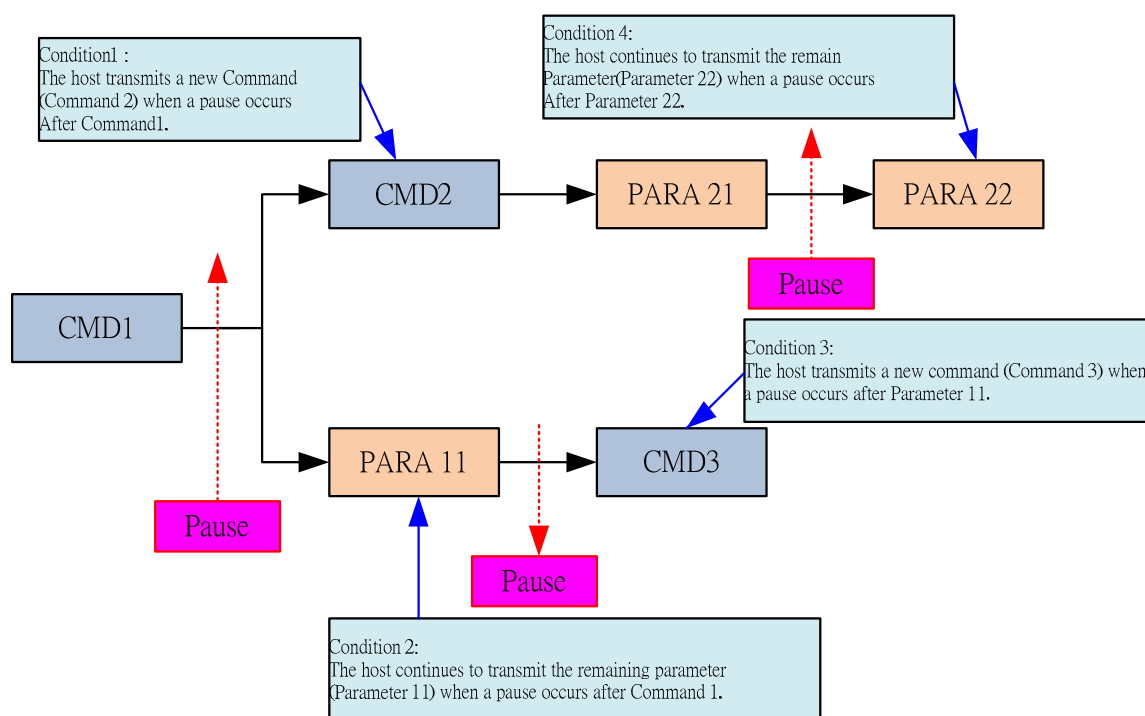 Condition1 :
The host transmits a new Command
(Command 2) when a pause occurs
After Command1.
Condition 4:
The host continues to transmit the remain
Parameter(Parameter 22) when a pause occurs
After Parameter 22.
CMD2
PARA 21
PARA 22
Pause
CMD1
Condition 3:
The host transmits a new command (Command 3) when
a pause occurs after Parameter 11.
PARA 11
CMD3
Pause
Pause
Condition 2:
The host continues to transmit the remaining parameter
(Parameter 11) when a pause occurs after Command 1.